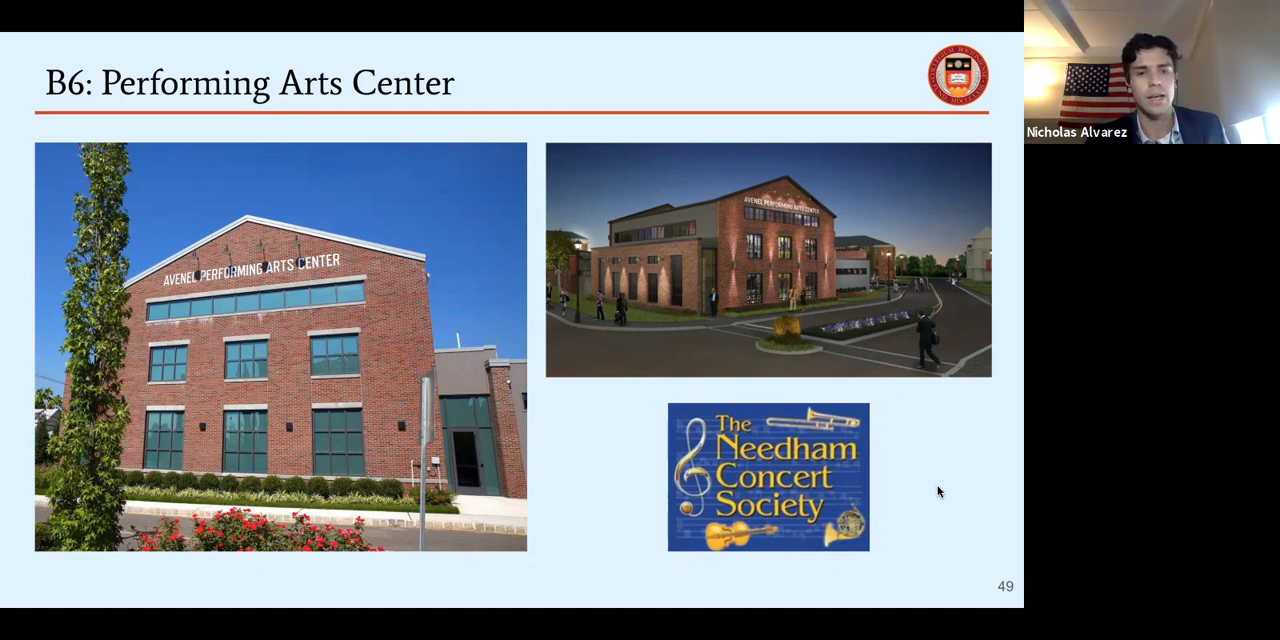 B6: Performing Arts Center
AVENEL PERFORMING ARTS CENTER
AVENEL PERFORMING ARTS CENTER
The
Needham
Concert
Society
49
Nicholas Alvarez